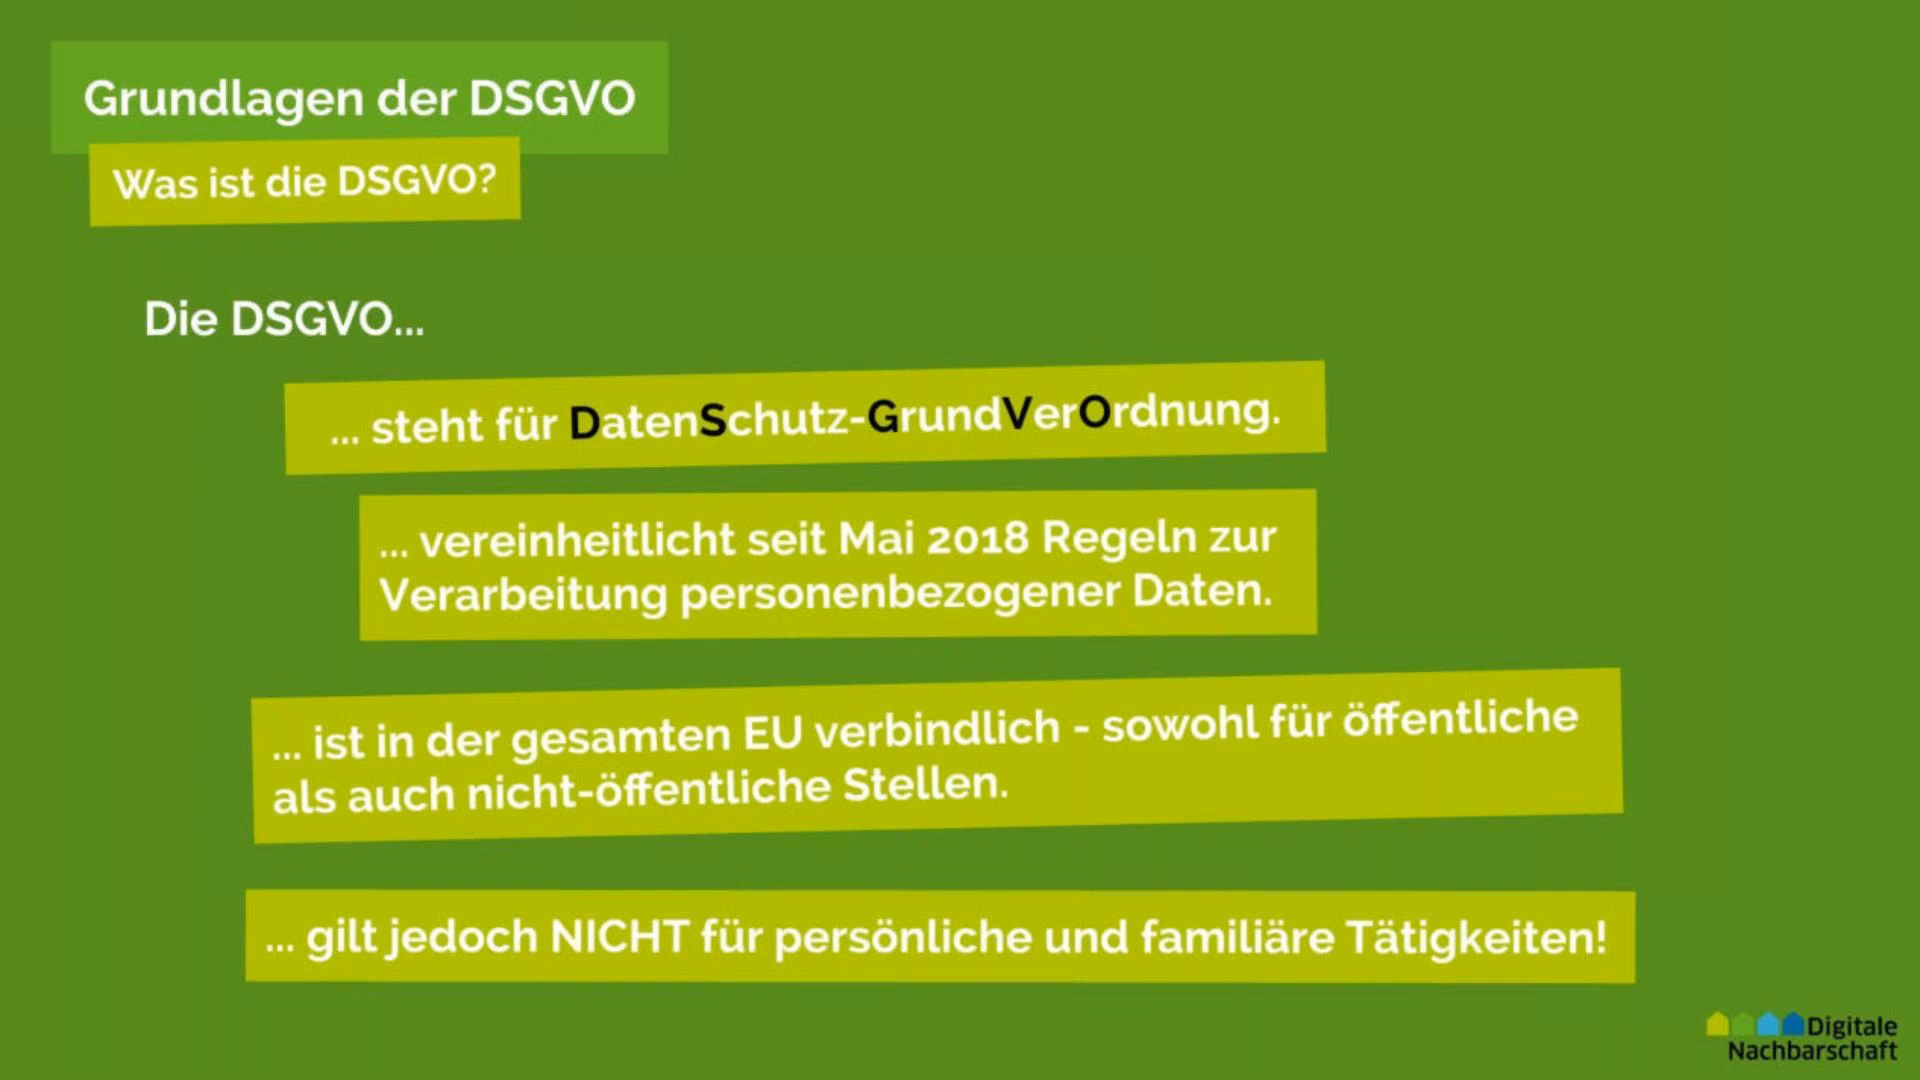 Grundlagen der DSGVO
Was ist die DSGVO?
Die DSGVO...
... steht für DatenSchutz-GrundVerOrdnung.
... vereinheitlicht seit Mai 2018 Regeln zur
Verarbeitung personenbezogener Daten.
... ist in der gesamten EU verbindlich - sowohl für öffentliche
als auch nicht-öffentliche Stellen.
... gilt jedoch NICHT für persönliche und familiäre Tätigkeiten!
Digitale
Nachbarschaft